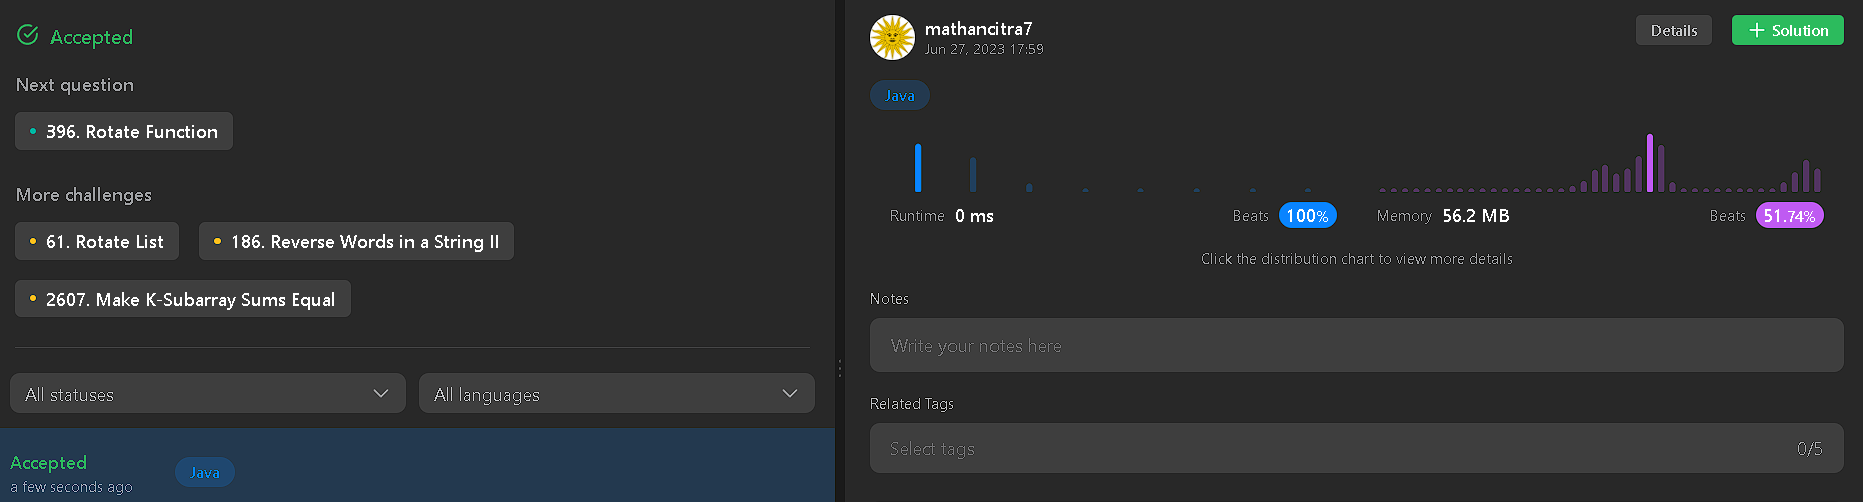 Accepted
Next question
396. Rotate Function
More challenges
61. Rotate List
186. Reverse Words in a String II
2607. Make K-Subarray Sums Equal
All statuses
All languages
Accepted
a few seconds ago
Java
mathancitra7
Jun 27, 2023 17:59
Details
+ Solution
Java
Runtime 0 ms
Beats 100%
Memory 56.2 MB
Beats 51.74%
Click the distribution chart to view more details
Notes
Write your notes here
Related Tags
Select tags
0/5